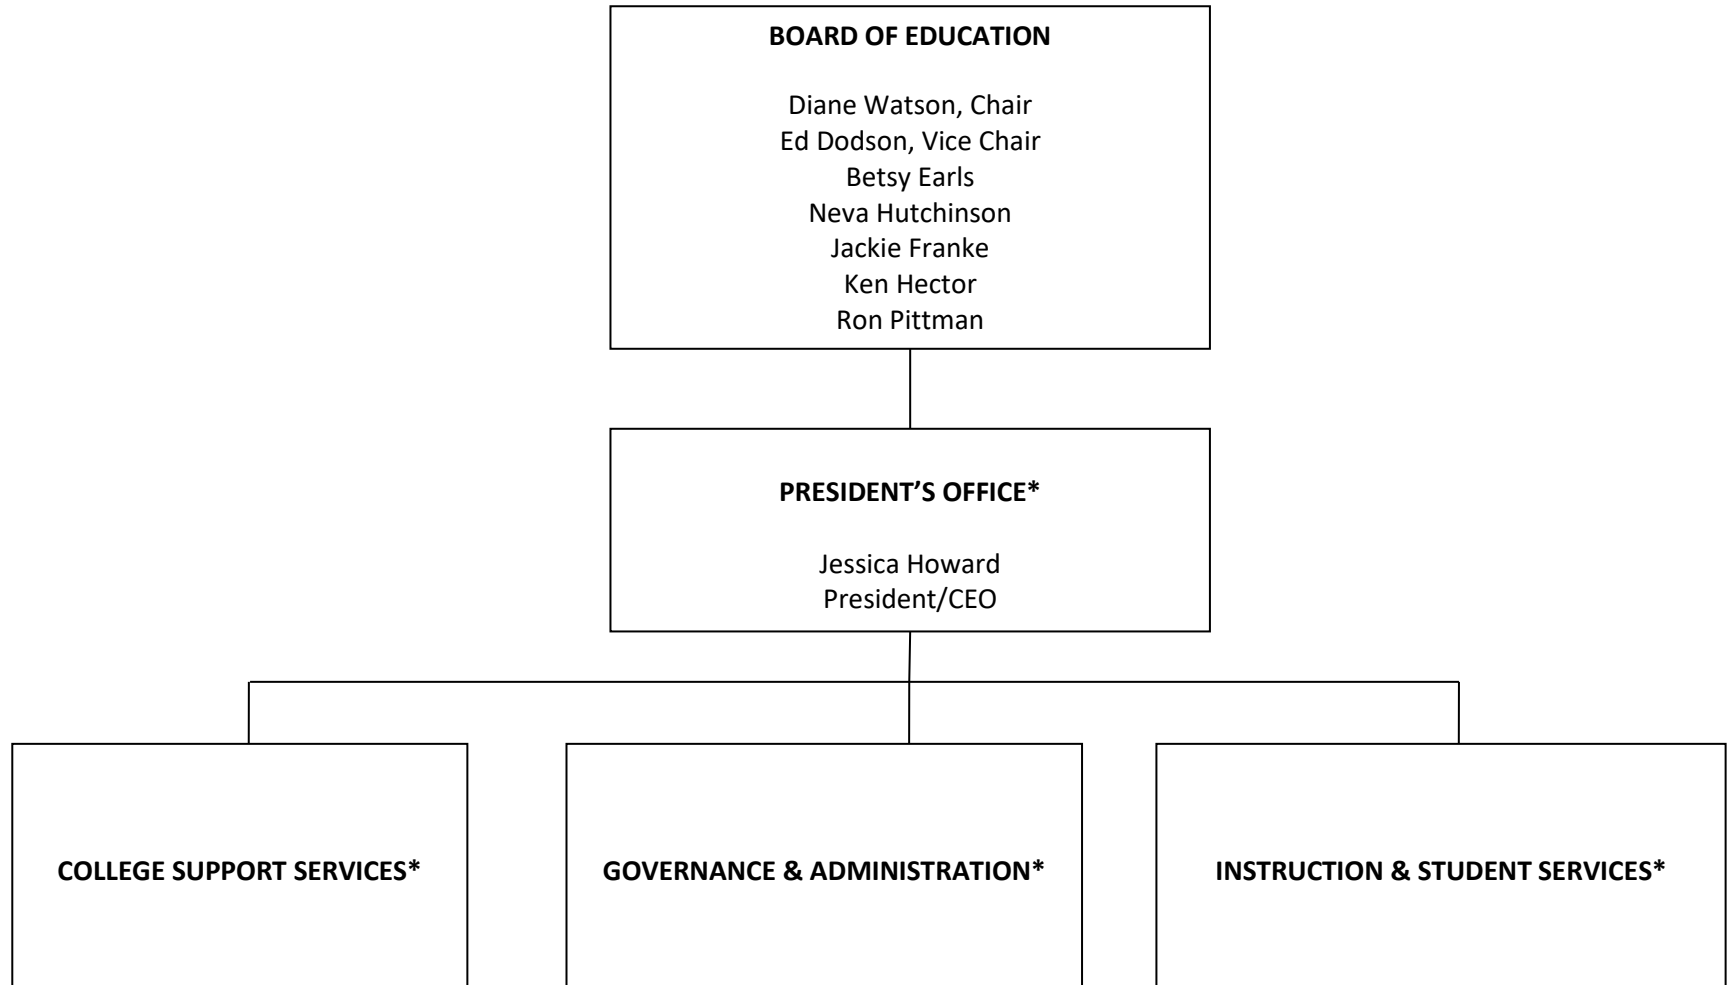 BOARD OF EDUCATION
Diane Watson, Chair
Ed Dodson, Vice Chair
Betsy Earls
Neva Hutchinson
Jackie Franke
Ken Hector
Ron Pittman
PRESIDENT’S OFFICE*
Jessica Howard
President/CEO
COLLEGE SUPPORT SERVICES*
GOVERNANCE & ADMINISTRATION*
INSTRUCTION & STUDENT SERVICES*